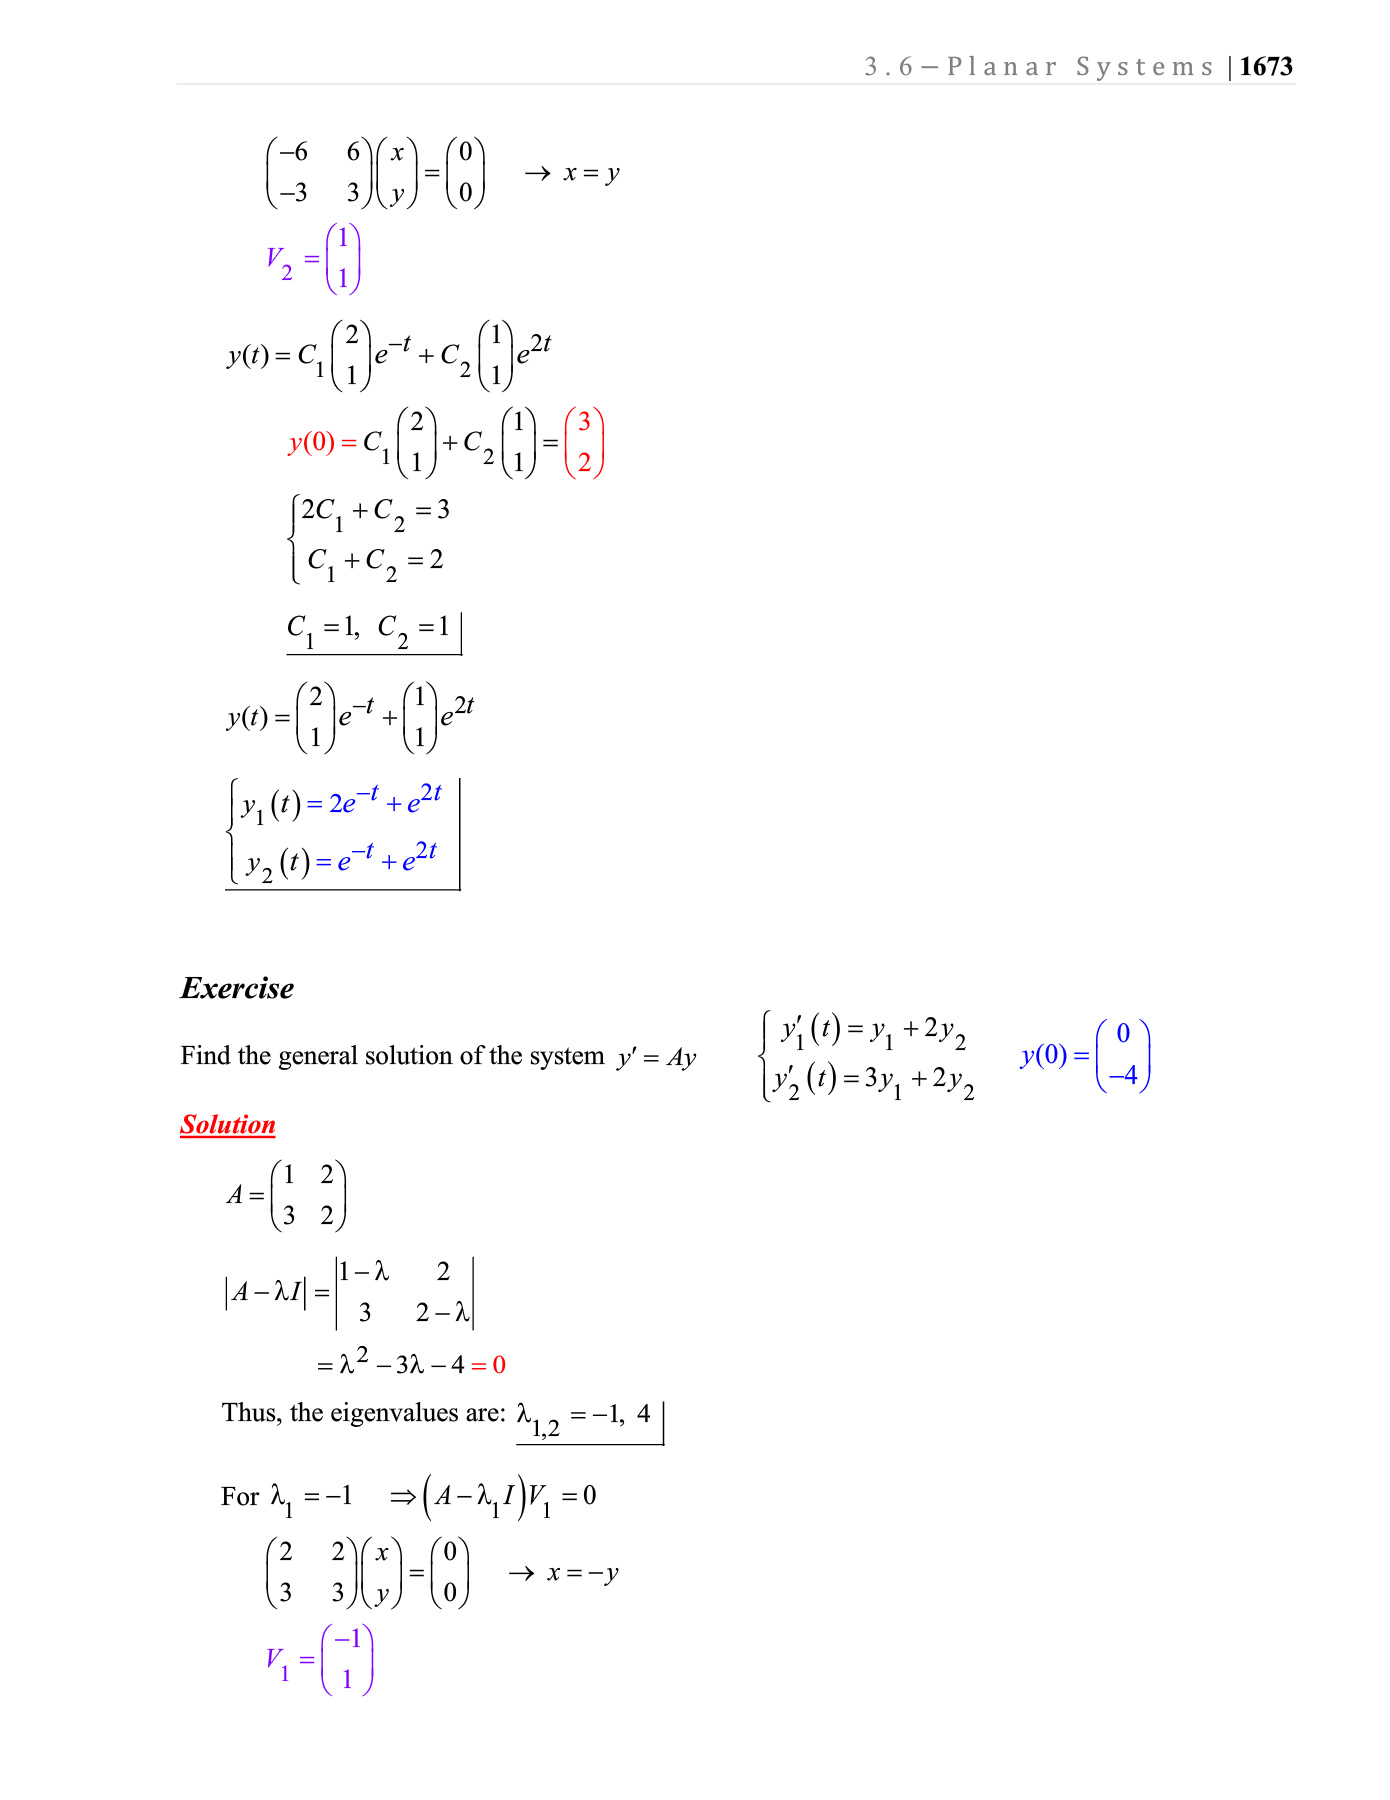 3.6 – Planar Systems | 1673
$\begin{pmatrix} -6 & 6 \\ -3 & 3 \end{pmatrix}\begin{pmatrix} x \\ y \end{pmatrix} = \begin{pmatrix} 0 \\ 0 \end{pmatrix} \quad \rightarrow x = y$
$V_2 = \begin{pmatrix} 1 \\ 1 \end{pmatrix}$
$y(t) = C_1 \begin{pmatrix} 2 \\ 1 \end{pmatrix} e^{-t} + C_2 \begin{pmatrix} 1 \\ 1 \end{pmatrix} e^{2t}$
$y(0) = C_1 \begin{pmatrix} 2 \\ 1 \end{pmatrix} + C_2 \begin{pmatrix} 1 \\ 1 \end{pmatrix} = \begin{pmatrix} 3 \\ 2 \end{pmatrix}$
$\begin{cases} 2C_1 + C_2 = 3 \\ C_1 + C_2 = 2 \end{cases}$
$C_1 = 1, \; C_2 = 1$
$y(t) = \begin{pmatrix} 2 \\ 1 \end{pmatrix} e^{-t} + \begin{pmatrix} 1 \\ 1 \end{pmatrix} e^{2t}$
$\begin{cases} y_1(t) = 2e^{-t} + e^{2t} \\ y_2(t) = e^{-t} + e^{2t} \end{cases}$
Exercise
Find the general solution of the system $y' = Ay$ $\begin{cases} y_1'(t) = y_1 + 2y_2 \\ y_2'(t) = 3y_1 + 2y_2 \end{cases}$ $y(0) = \begin{pmatrix} 0 \\ -4 \end{pmatrix}$
Solution
$A = \begin{pmatrix} 1 & 2 \\ 3 & 2 \end{pmatrix}$
$|A - \lambda I| = \begin{vmatrix} 1-\lambda & 2 \\ 3 & 2-\lambda \end{vmatrix}$
$= \lambda^2 - 3\lambda - 4 = 0$
Thus, the eigenvalues are: $\lambda_{1,2} = -1, \; 4$
For $\lambda_1 = -1 \quad \Rightarrow (A - \lambda_1 I) V_1 = 0$
$\begin{pmatrix} 2 & 2 \\ 3 & 3 \end{pmatrix}\begin{pmatrix} x \\ y \end{pmatrix} = \begin{pmatrix} 0 \\ 0 \end{pmatrix} \quad \rightarrow x = -y$
$V_1 = \begin{pmatrix} -1 \\ 1 \end{pmatrix}$